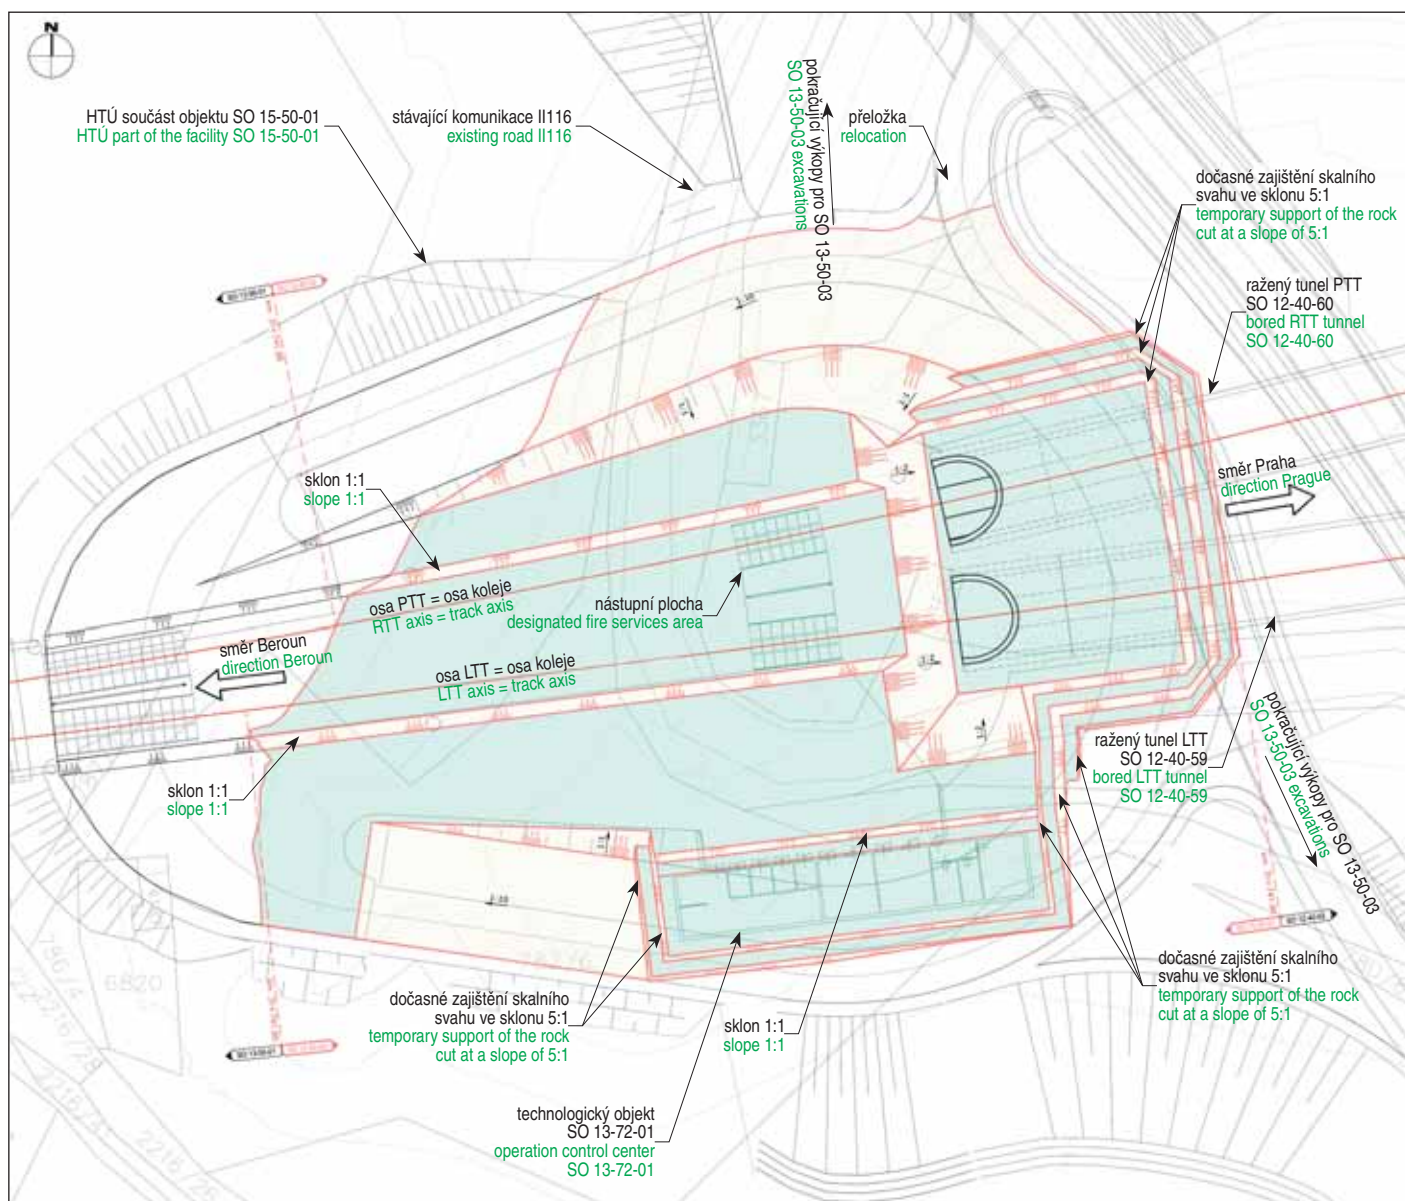 N
HTÚ součást objektu SO 15-50-01
HTÚ part of the facility SO 15-50-01
stávající komunikace II116
existing road II116
pokračující výkopy pro SO 13-50-03
SO 13-50-03 excavations
přeložka
relocation
dočasné zajištění skalního
svahu ve sklonu 5:1
temporary support of the rock
cut at a slope of 5:1
ražený tunel PTT
SO 12-40-60
bored RTT tunnel
SO 12-40-60
směr Praha
direction Prague
sklon 1:1
slope 1:1
osa PTT = osa koleje
RTT axis = track axis
nástupní plocha
designated fire services area
směr Beroun
direction Beroun
osa LTT = osa koleje
LTT axis = track axis
sklon 1:1
slope 1:1
ražený tunel LTT
SO 12-40-59
bored LTT tunnel
SO 12-40-59
pokračující výkopy pro SO 13-50-03
SO 13-50-03 excavations
dočasné zajištění skalního
svahu ve sklonu 5:1
temporary support of the rock
cut at a slope of 5:1
dočasné zajištění skalního
svahu ve sklonu 5:1
temporary support of the rock
cut at a slope of 5:1
sklon 1:1
slope 1:1
technologický objekt
SO 13-72-01
operation control center
SO 13-72-01
6820
2216/26